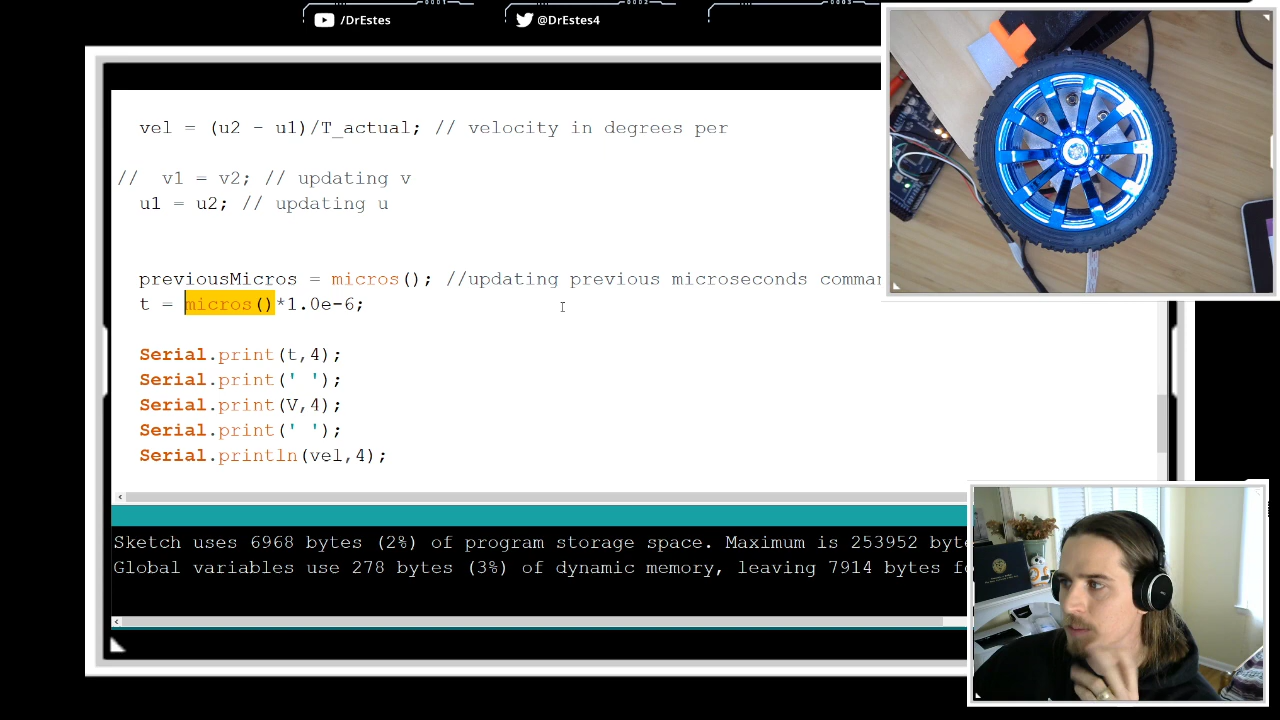 0001
0002
0003
/DrEstes
@DrEstes4
vel = (u2 - u1)/T_actual; // velocity in degrees per
// v1 = v2; // updating v
u1 = u2; // updating u
previousMicros = micros(); //updating previous microseconds
t = micros()*1.0e-6;
Serial.print(t,4);
Serial.print(' ');
Serial.print(V,4);
Serial.print(' ');
Serial.println(vel,4);
Sketch uses 6968 bytes (2%) of program storage space. Maximum is 253952
Global variables use 278 bytes (3%) of dynamic memory, leaving 7914 bytes